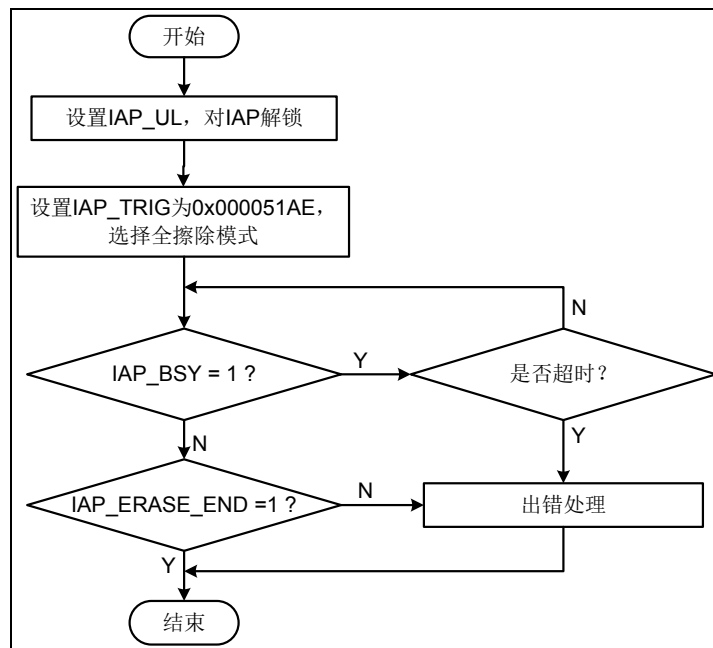 开始
设置IAP_UL，对IAP解锁
设置IAP_TRIG为0x000051AE，
选择全擦除模式
N
IAP_BSY = 1 ?
Y
是否超时？
N
Y
IAP_ERASE_END =1 ?
N
出错处理
Y
结束